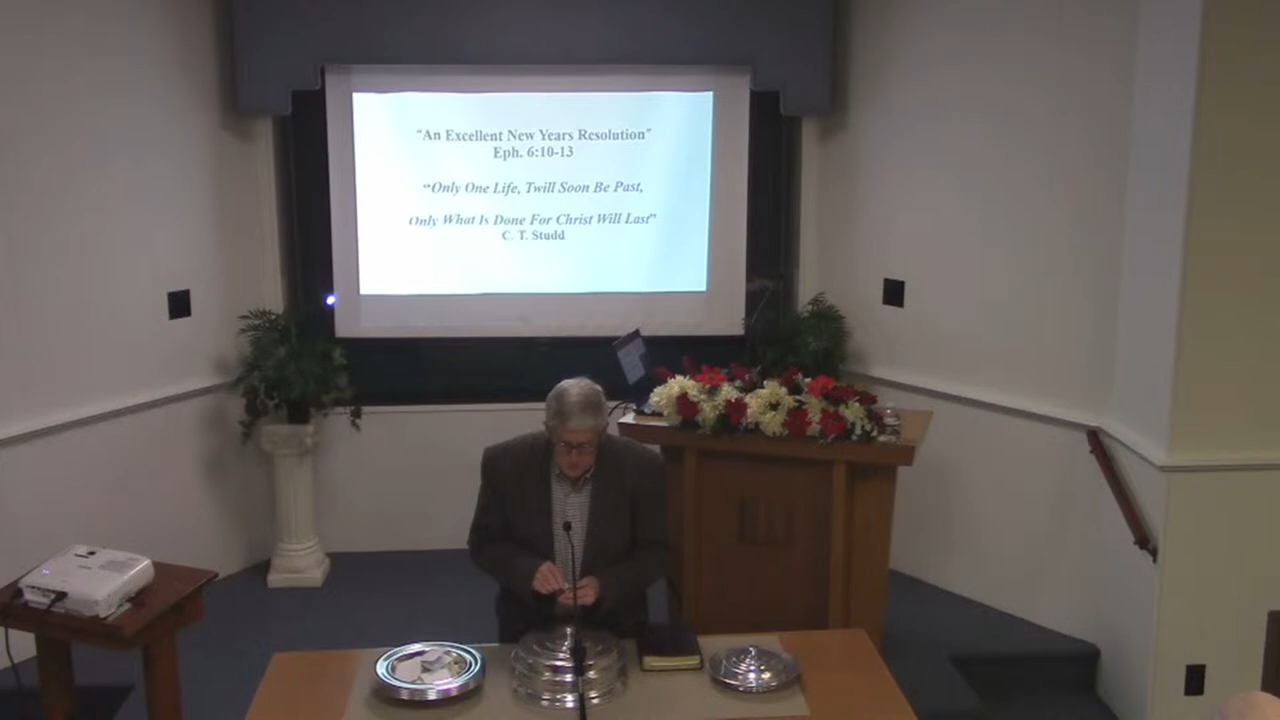 "An Excellent New Years Resolution"
Eph. 6:10-13
"Only One Life, Twill Soon Be Past,
Only What Is Done For Christ Will Last"
C. T. Studd